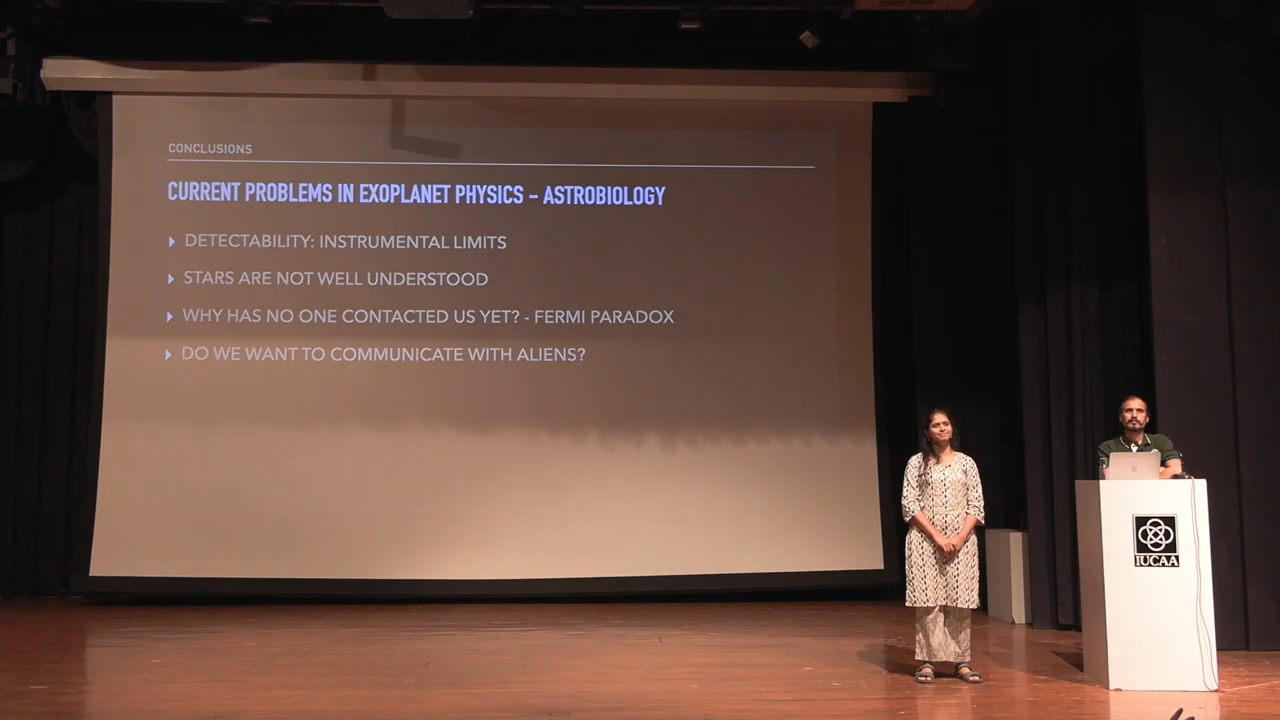 CONCLUSIONS
CURRENT PROBLEMS IN EXOPLANET PHYSICS – ASTROBIOLOGY
DETECTABILITY: INSTRUMENTAL LIMITS
STARS ARE NOT WELL UNDERSTOOD
WHY HAS NO ONE CONTACTED US YET? - FERMI PARADOX
DO WE WANT TO COMMUNICATE WITH ALIENS?
IUCAA